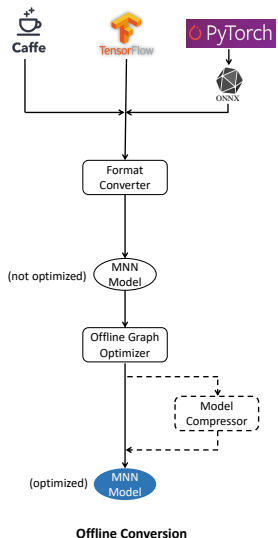 Caffe
TensorFlow
PyTorch
ONNX
Format
Converter
(not optimized)
MNN
Model
Offline Graph
Optimizer
Model
Compressor
(optimized)
MNN
Model
Offline Conversion